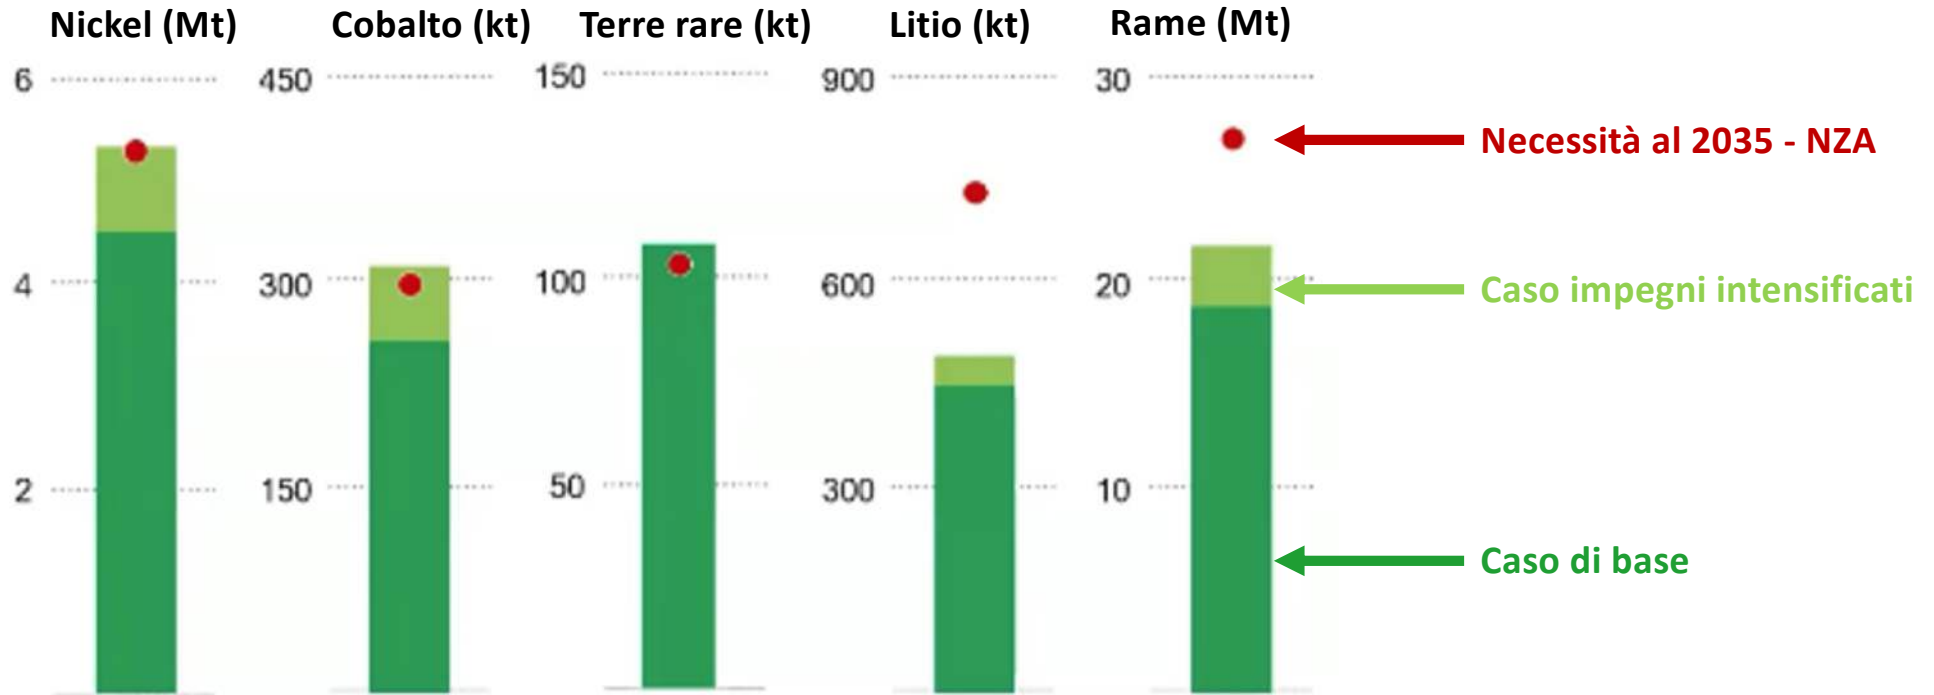 Nickel (Mt) Cobalto (kt) Terre rare (kt) Litio (kt) Rame (Mt)
6 450 150 900 30
Necessità al 2035 - NZA
4 300 100 600 20
Caso impegni intensificati
2 150 50 300 10
Caso di base